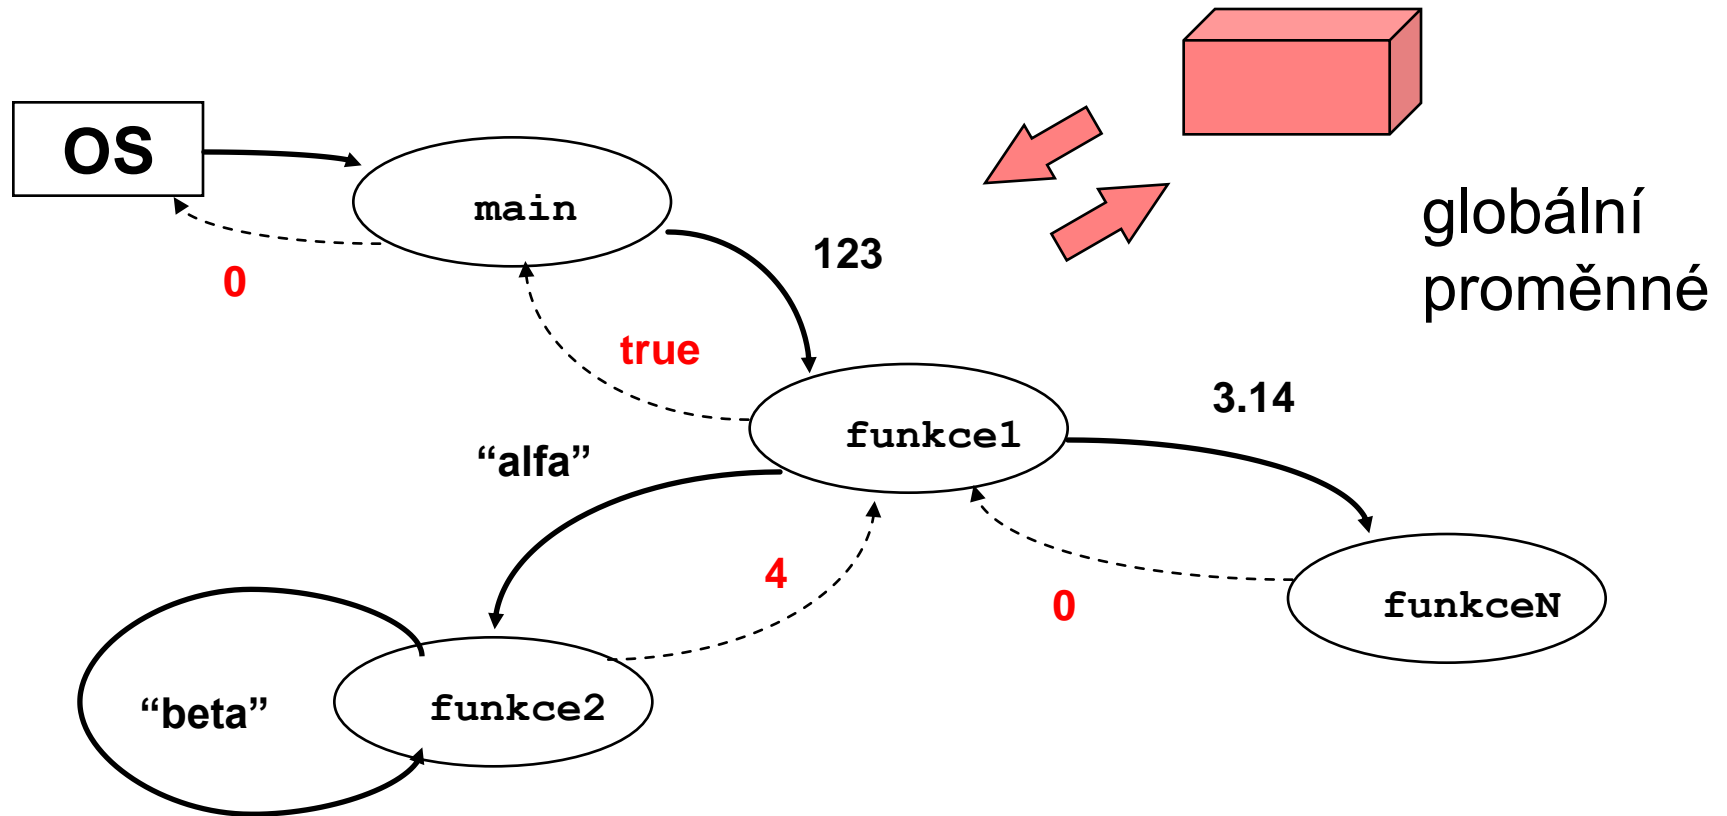 OS
main
globální
proměnné
123
0
true
3.14
funkce1
“alfa”
4
0
funkceN
“beta”
funkce2